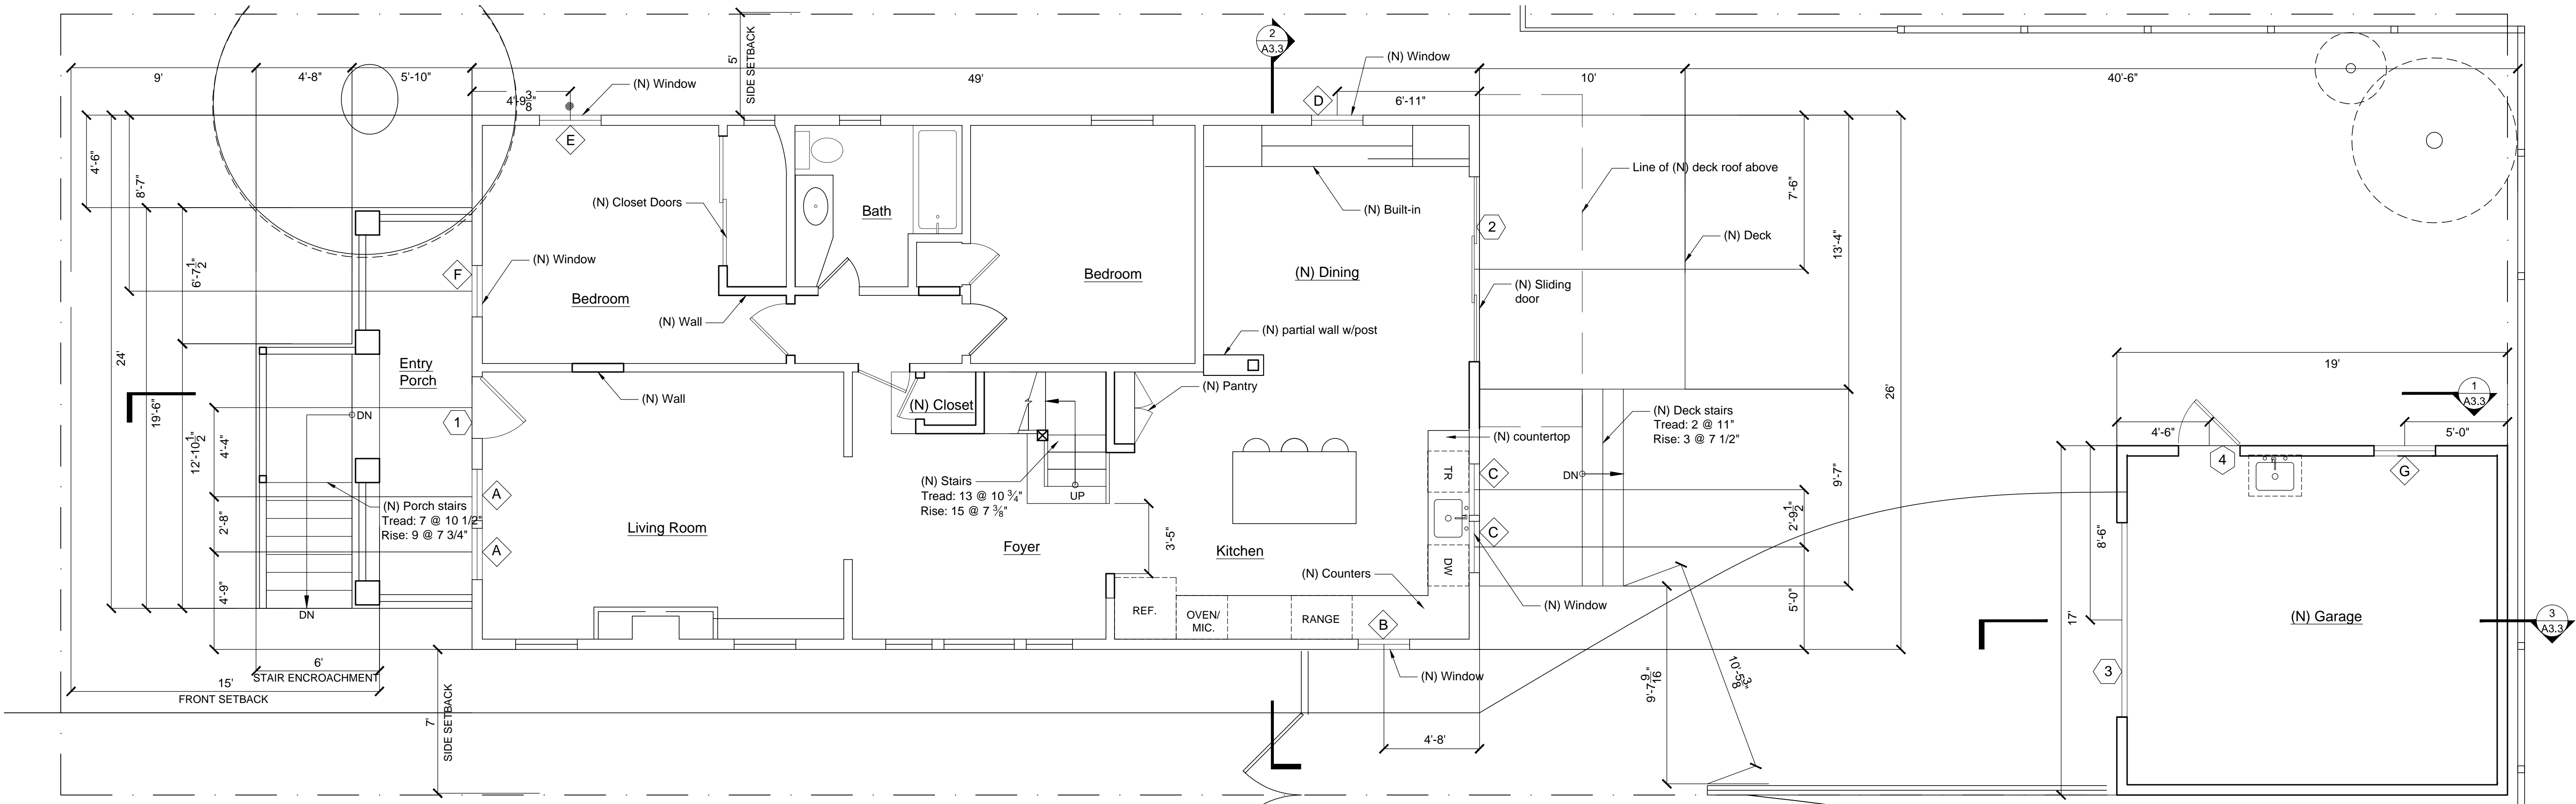 2
A3.3
5'
SIDE SETBACK
9'
4'-8"
5'-10"
49'
10'
40'-6"
(N) Window
(N) Window
4'-9 3/8"
D
6'-11"
E
4'-6"
8'-7"
Line of (N) deck roof above
7'-6"
(N) Closet Doors
Bath
(N) Built-in
2
(N) Deck
13'-4"
6'-7 1/2"
F
(N) Window
Bedroom
Bedroom
(N) Dining
(N) Sliding
door
(N) Wall
(N) partial wall w/post
24'
Entry
Porch
19'
26'
19'-6"
(N) Wall
(N) Closet
(N) Pantry
1
A3.3
DN
1
(N) Deck stairs
Tread: 2 @ 11"
Rise: 3 @ 7 1/2"
4'-6"
5'-0"
12'-10 1/2"
4'-4"
(N) countertop
4
G
TR
C
DN
9'-7"
(N) Stairs
Tread: 13 @ 10 3/4"
Rise: 15 @ 7 3/8"
UP
A
(N) Porch stairs
Tread: 7 @ 10 1/2"
Rise: 9 @ 7 3/4"
2'-8"
Living Room
Foyer
3'-5"
Kitchen
C
2'-9 1/2"
8'-6"
A
DW
(N) Counters
4'-9"
5'-0"
DN
REF.
OVEN/
MIC.
RANGE
B
(N) Window
(N) Garage
17'
3
A3.3
6'
STAIR ENCROACHMENT
15'
FRONT SETBACK
(N) Window
9'-7 9/16"
10'-5 3/8"
3
7'
SIDE SETBACK
4'-8'